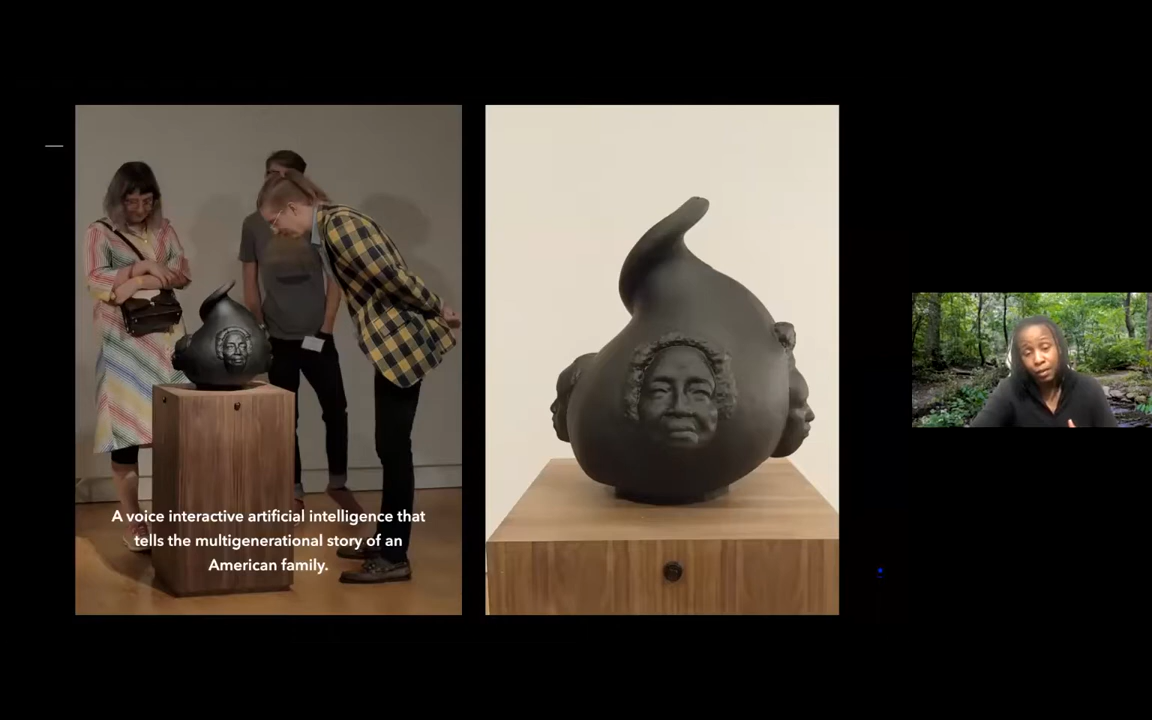 A voice interactive artificial intelligence that
tells the multigenerational story of an
American family.